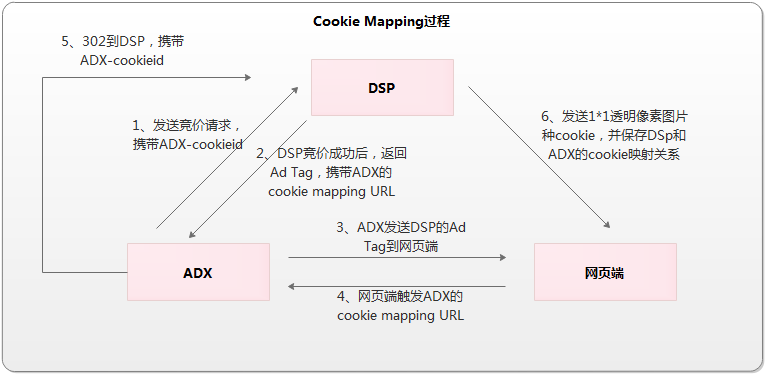 Cookie Mapping过程
5、302到DSP，携带
ADX-cookieid
DSP
1、发送竞价请求，
携带ADX-cookieid
2、DSP竞价成功后，返回
Ad Tag，携带ADX的
cookie mapping URL
6、发送1*1透明像素图片
种cookie，并保存DSp和
ADX的cookie映射关系
3、ADX发送DSP的Ad
Tag到网页端
ADX
网页端
4、网页端触发ADX的
cookie mapping URL